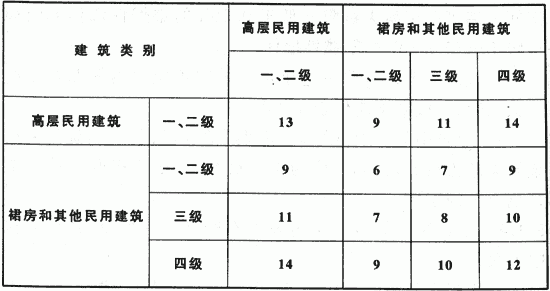 建筑类别 高层民用建筑 裙房和其他民用建筑
一、二级 一、二级 三级 四级
高层民用建筑 一、二级 13 9 11 14
裙房和其他民用建筑 一、二级 9 6 7 9
三级 11 7 8 10
四级 14 9 10 12